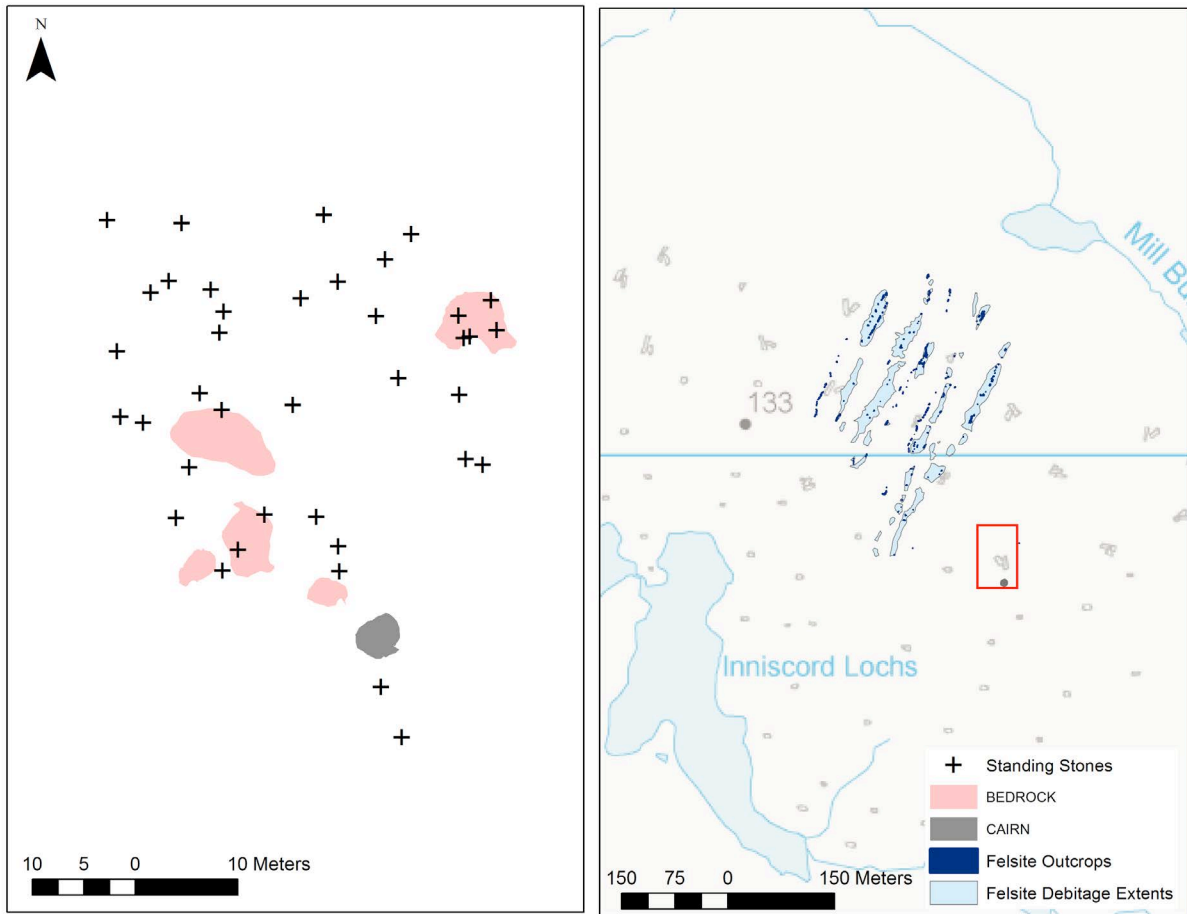 N
10 5 0 10 Meters
133
Mill Bu
Inniscord Lochs
Standing Stones
BEDROCK
CAIRN
Felsite Outcrops
Felsite Debitage Extents
150 75 0 150 Meters